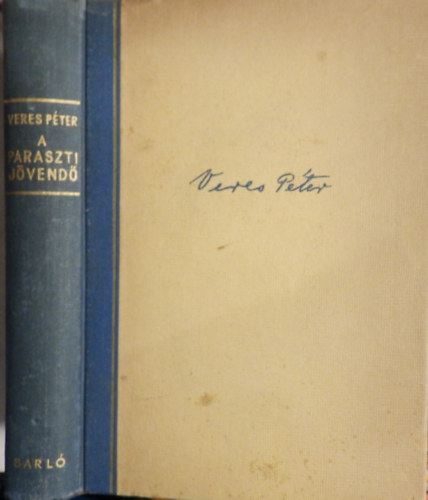 VERES PÉTER
A
PARASZTI
JÖVENDŐ
SARLÓ
Veres Péter